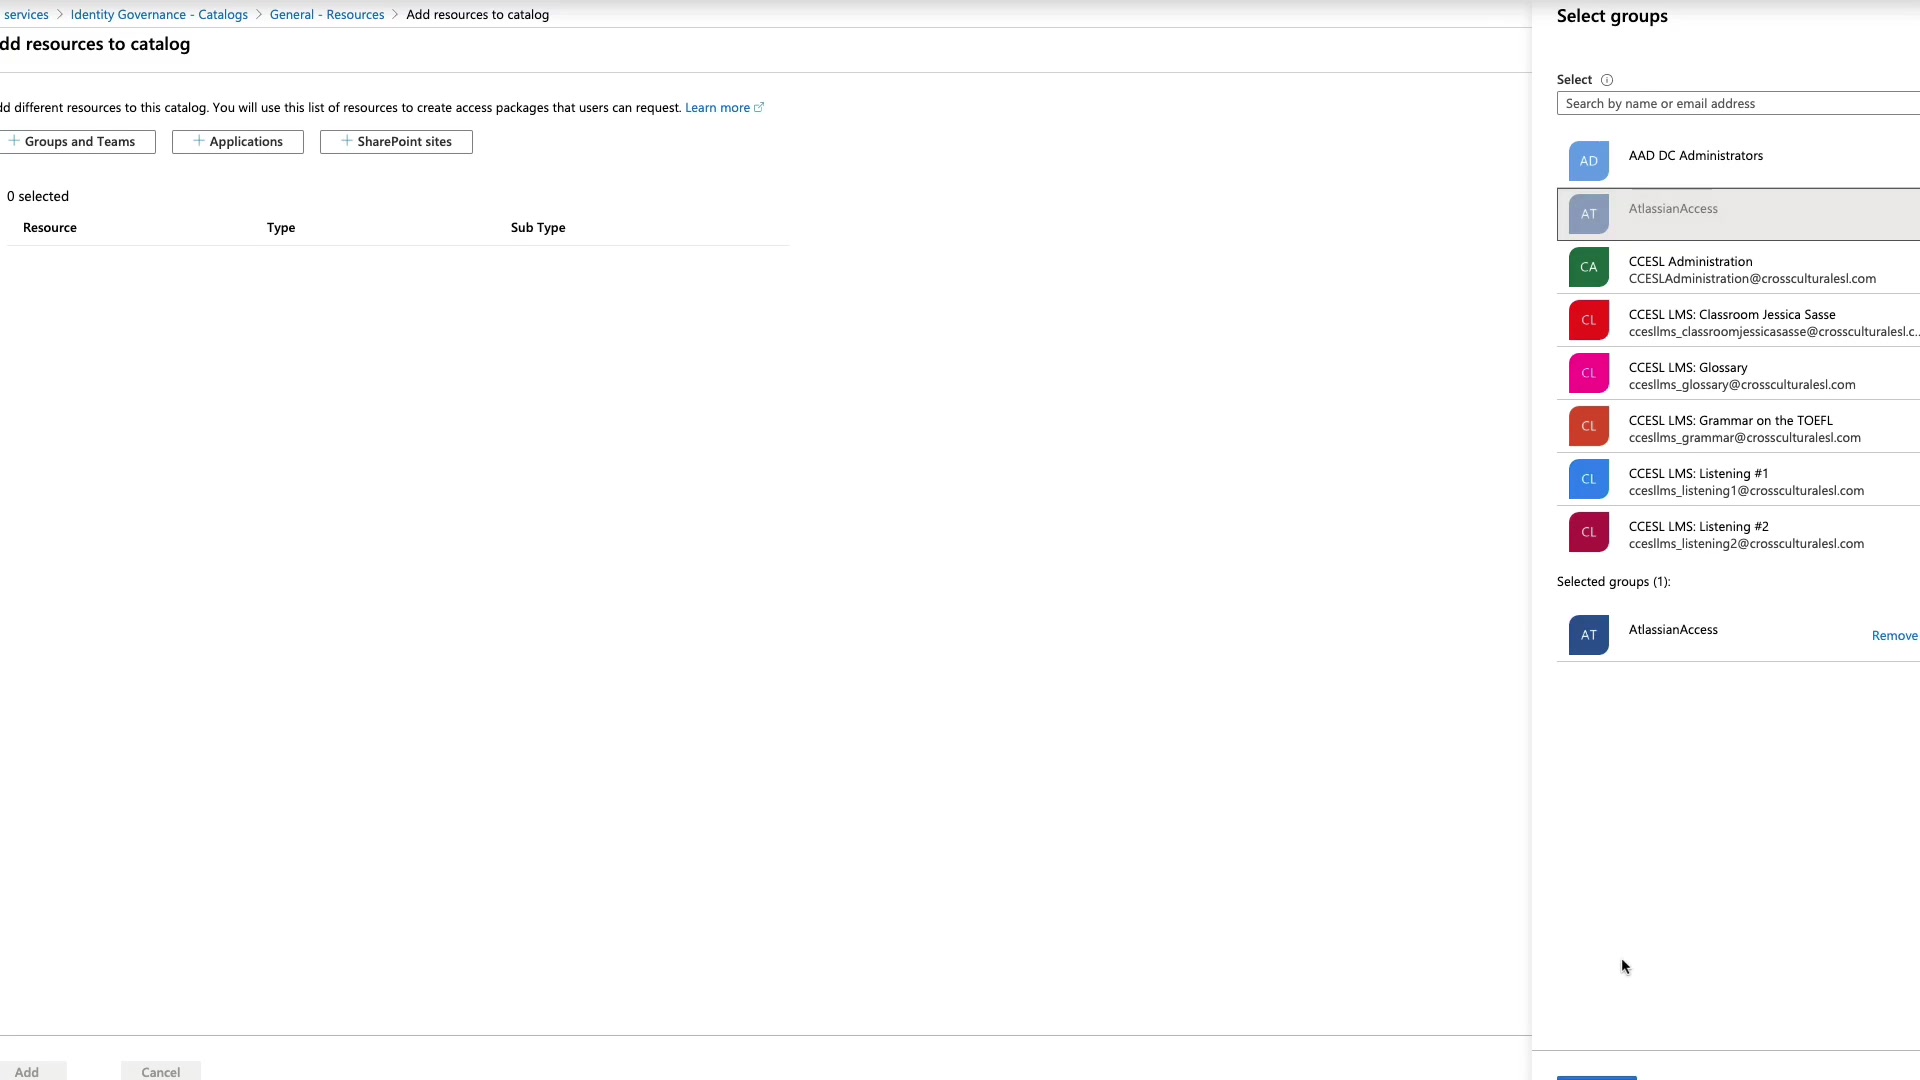 services > Identity Governance - Catalogs > General - Resources > Add resources to catalog
dd resources to catalog
dd different resources to this catalog. You will use this list of resources to create access packages that users can request. Learn more
+ Groups and Teams
+ Applications
+ SharePoint sites
0 selected
Resource Type Sub Type
Add Cancel
Select groups
Select
Search by name or email address
AD
AAD DC Administrators
AT
AtlassianAccess
CA
CCESL Administration
CCESLAdministration@crossculturalesl.com
CL
CCESL LMS: Classroom Jessica Sasse
ccesllms_classroomjessicasasse@crossculturalesl.c...
CL
CCESL LMS: Glossary
ccesllms_glossary@crossculturalesl.com
CL
CCESL LMS: Grammar on the TOEFL
ccesllms_grammar@crossculturalesl.com
CL
CCESL LMS: Listening #1
ccesllms_listening1@crossculturalesl.com
CL
CCESL LMS: Listening #2
ccesllms_listening2@crossculturalesl.com
Selected groups (1):
AT
AtlassianAccess
Remove